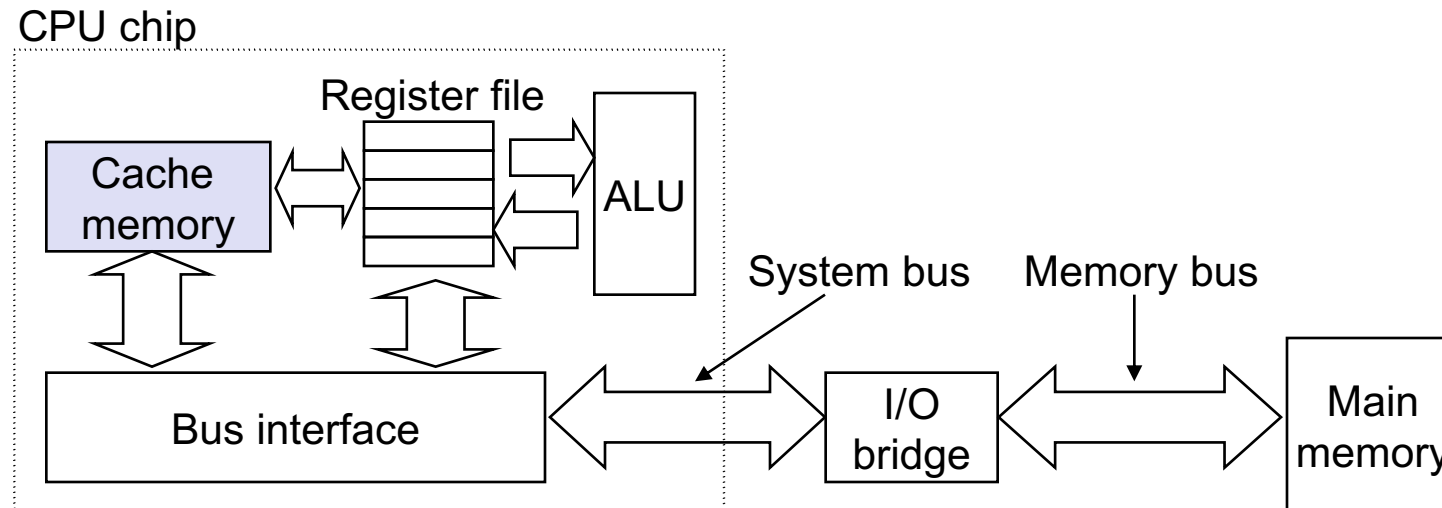 CPU chip
Register file
Cache
memory
ALU
System bus
Memory bus
Bus interface
I/O
bridge
Main
memory